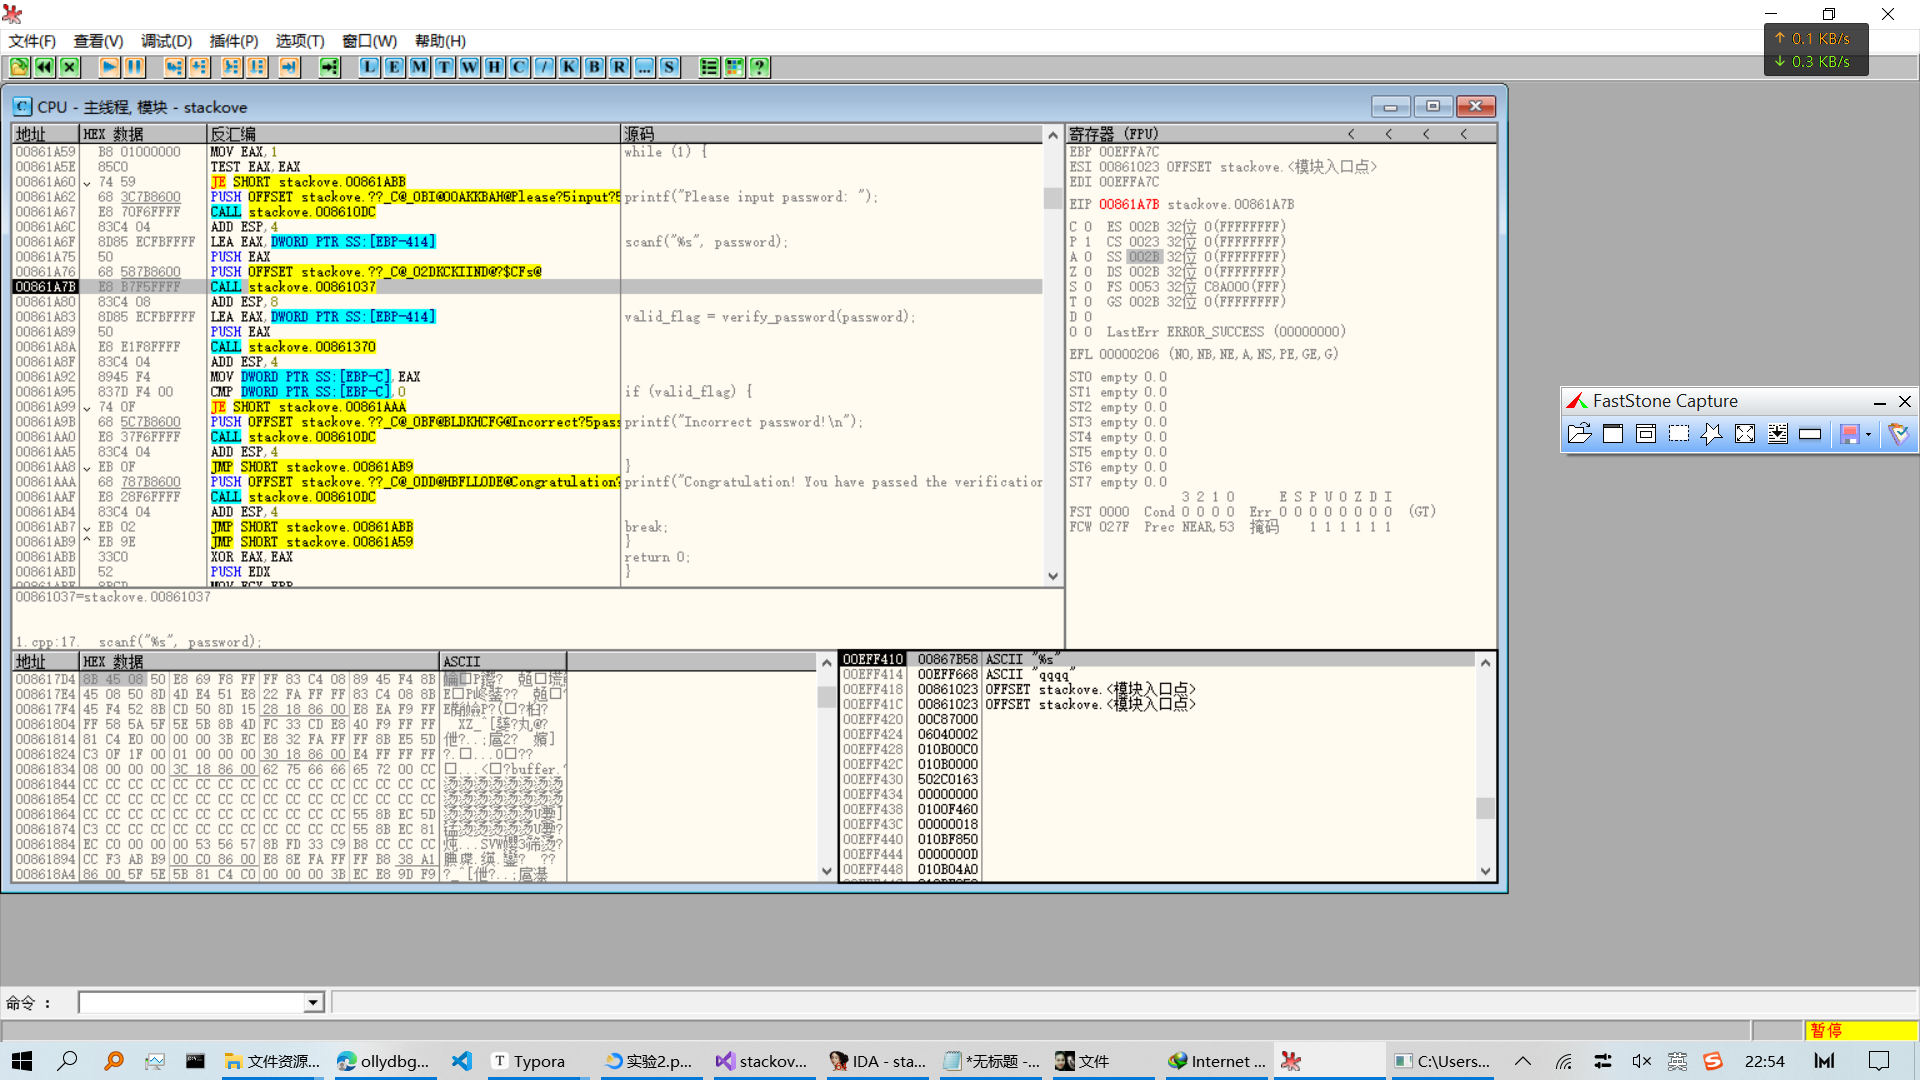 文件(F) 查看(V) 调试(D) 插件(P) 选项(T) 窗口(W) 帮助(H)
↑ 0.1 KB/s
↓ 0.3 KB/s
L E M T W H C / K B R ... S ?
CPU - 主线程, 模块 - stackove
地址 HEX 数据 反汇编 源码
00861A59 B8 01000000 MOV EAX,1 while (1) {
00861A5E 85C0 TEST EAX,EAX
00861A60 74 59 JE SHORT stackove.00861ABB
00861A62 68 3C7B8600 PUSH OFFSET stackove.??_C@_0BI@OOAKKBAH@Please?5input?5 printf("Please input password: ");
00861A67 E8 70F6FFFF CALL stackove.008610DC
00861A6C 83C4 04 ADD ESP,4
00861A6F 8D85 ECFBFFFF LEA EAX,DWORD PTR SS:[EBP-414] scanf("%s", password);
00861A75 50 PUSH EAX
00861A76 68 587B8600 PUSH OFFSET stackove.??_C@_02DKCKIIND@?$CFs@
00861A7B E8 B7F5FFFF CALL stackove.00861037
00861A80 83C4 08 ADD ESP,8
00861A83 8D85 ECFBFFFF LEA EAX,DWORD PTR SS:[EBP-414] valid_flag = verify_password(password);
00861A89 50 PUSH EAX
00861A8A E8 E1F8FFFF CALL stackove.00861370
00861A8F 83C4 04 ADD ESP,4
00861A92 8945 F4 MOV DWORD PTR SS:[EBP-C],EAX
00861A95 837D F4 00 CMP DWORD PTR SS:[EBP-C],0 if (valid_flag) {
00861A99 74 0F JE SHORT stackove.00861AAA
00861A9B 68 5C7B8600 PUSH OFFSET stackove.??_C@_0BF@BLDKHCFG@Incorrect?5pass printf("Incorrect password!\n");
00861AA0 E8 37F6FFFF CALL stackove.008610DC
00861AA5 83C4 04 ADD ESP,4
00861AA8 EB 0F JMP SHORT stackove.00861AB9 }
00861AAA 68 787B8600 PUSH OFFSET stackove.??_C@_0DD@HBFLLODE@Congratulation? printf("Congratulation! You have passed the verification
00861AAF E8 28F6FFFF CALL stackove.008610DC
00861AB4 83C4 04 ADD ESP,4
00861AB7 EB 02 JMP SHORT stackove.00861ABB break;
00861AB9 EB 9E JMP SHORT stackove.00861A59 }
00861ABB 33C0 XOR EAX,EAX return 0;
00861ABD 52 PUSH EDX }
00861037=stackove.00861037
1.cpp:17. scanf("%s", password);
寄存器 (FPU) < < < <
EBP 00EFFA7C
ESI 00861023 OFFSET stackove.<模块入口点>
EDI 00EFFA7C
EIP 00861A7B stackove.00861A7B
C 0 ES 002B 32位 0(FFFFFFFF)
P 1 CS 0023 32位 0(FFFFFFFF)
A 0 SS 002B 32位 0(FFFFFFFF)
Z 0 DS 002B 32位 0(FFFFFFFF)
S 0 FS 0053 32位 C8A000(FFF)
T 0 GS 002B 32位 0(FFFFFFFF)
D 0
O 0 LastErr ERROR_SUCCESS (00000000)
EFL 00000206 (NO,NB,NE,A,NS,PE,GE,G)
ST0 empty 0.0
ST1 empty 0.0
ST2 empty 0.0
ST3 empty 0.0
ST4 empty 0.0
ST5 empty 0.0
ST6 empty 0.0
ST7 empty 0.0
3 2 1 0 E S P U O Z D I
FST 0000 Cond 0 0 0 0 Err 0 0 0 0 0 0 0 0 (GT)
FCW 027F Prec NEAR,53 掩码 1 1 1 1 1 1
FastStone Capture
地址 HEX 数据 ASCII
008617D4 8B 45 08 50 E8 69 F8 FF FF 83 C4 08 89 45 F4 8B
008617E4 45 08 50 8D 4D E4 51 E8 22 FA FF FF 83 C4 08 8B
008617F4 45 F4 52 8B CD 50 8D 15 28 18 86 00 E8 EA F9 FF
00861804 FF 58 5A 5F 5E 5B 8B 4D FC 33 CD E8 40 F9 FF FF
00861814 81 C4 E0 00 00 00 3B EC E8 32 FA FF FF 8B E5 5D
00861824 C3 0F 1F 00 01 00 00 00 30 18 86 00 E4 FF FF FF
00861834 08 00 00 00 3C 18 86 00 62 75 66 66 65 72 00 CC
00861844 CC CC CC CC CC CC CC CC CC CC CC CC CC CC CC CC 烫烫烫烫烫烫烫烫
00861854 CC CC CC CC CC CC CC CC CC CC CC CC CC CC CC CC 烫烫烫烫烫烫烫烫
00861864 CC CC CC CC CC CC CC CC CC CC CC CC 55 8B EC 5D
00861874 C3 CC CC CC CC CC CC CC CC CC CC CC 55 8B EC 81
00861884 EC C0 00 00 00 53 56 57 8B FD 33 C9 B8 CC CC CC
00861894 CC F3 AB B9 00 C0 86 00 E8 8E FA FF FF B8 38 A1
008618A4 86 00 5F 5E 5B 81 C4 C0 00 00 00 3B EC E8 9D F9
00EFF410 00867B58 ASCII "%s"
00EFF414 00EFF668 ASCII "qqqq"
00EFF418 00861023 OFFSET stackove.<模块入口点>
00EFF41C 00861023 OFFSET stackove.<模块入口点>
00EFF420 00C87000
00EFF424 06040002
00EFF428 010B00C0
00EFF42C 010B0000
00EFF430 502C0163
00EFF434 00000000
00EFF438 0100F460
00EFF43C 00000018
00EFF440 010BF850
00EFF444 0000000D
00EFF448 010B04A0
命令 :
暂停
文件资源... ollydbg... Typora 实验2.p... stackov... IDA - sta... *无标题 -... 文件 Internet ... C:\Users... 英 22:54